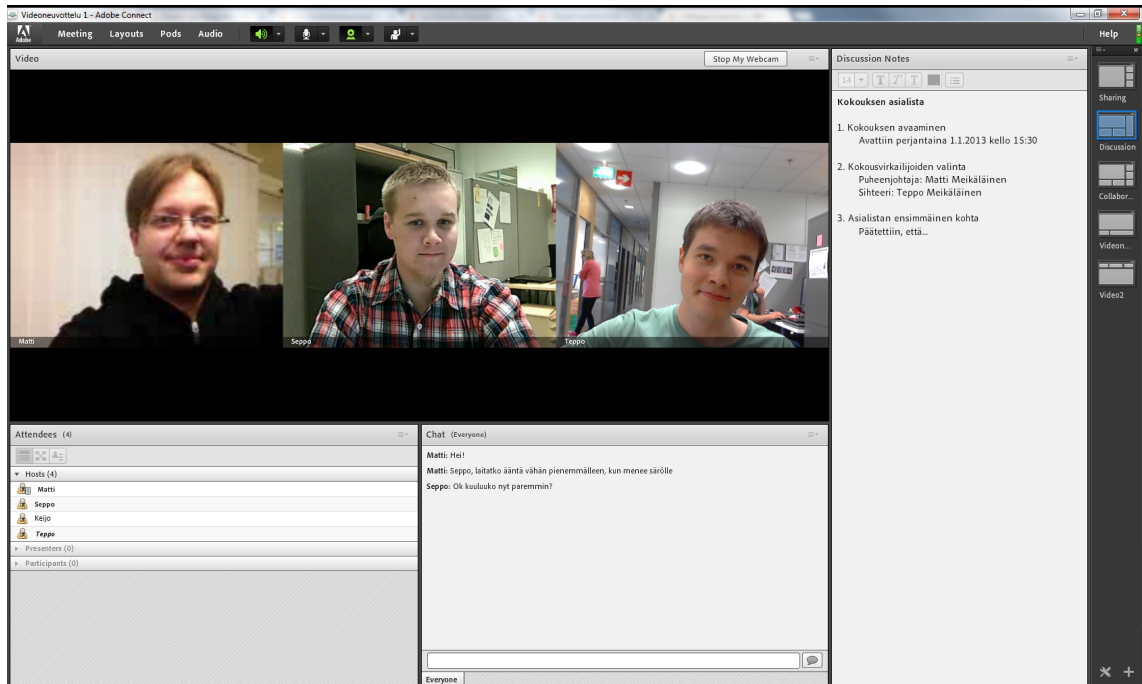 Videoneuvottelu 1 - Adobe Connect
Adobe
Meeting Layouts Pods Audio
Help
Video
Stop My Webcam
Matti
Seppo
Teppo
Discussion Notes
14
T T T
Kokouksen asialista
1. Kokouksen avaaminen
Avattiin perjantaina 1.1.2013 kello 15:30
2. Kokousvirkailijoiden valinta
Puheenjohtaja: Matti Meikäläinen
Sihteeri: Teppo Meikäläinen
3. Asialistan ensimmäinen kohta
Päätettiin, että...
Sharing
Discussion
Collabor...
Videon...
Video2
Attendees (4)
Hosts (4)
Matti
Seppo
Keijo
Teppo
Presenters (0)
Participants (0)
Chat (Everyone)
Matti: Hei!
Matti: Seppo, laitatko ääntä vähän pienemmälleen, kun menee särölle
Seppo: Ok kuuluuko nyt paremmin?
Everyone